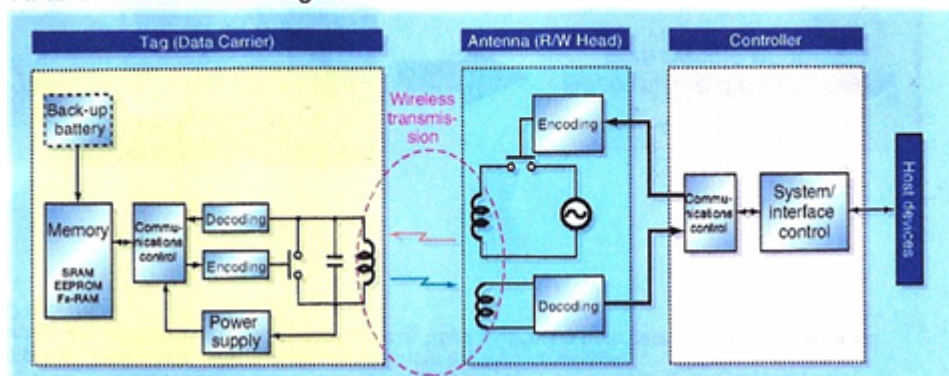 Tag (Data Carrier)
Antenna (R/W Head)
Controller
Back-up
battery
Memory
SRAM
EEPROM
Fe-RAM
Commu-
nications
control
Decoding
Encoding
Power
supply
Wireless
transmis-
sion
Encoding
Decoding
Commu-
nications
control
System/
interface
control
Host devices